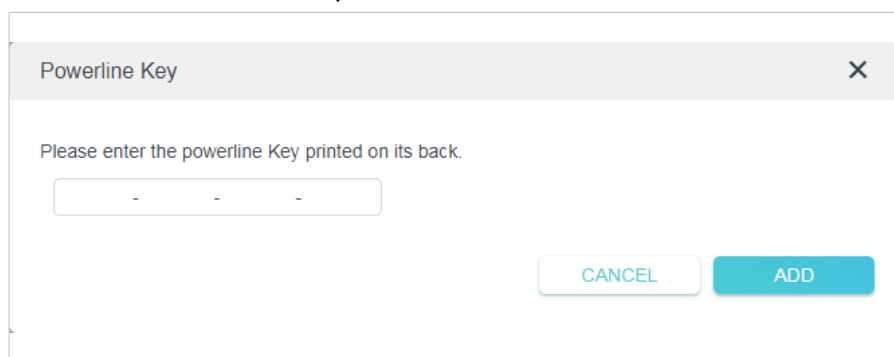 Powerline Key
Please enter the powerline Key printed on its back.
- - -
CANCEL
ADD